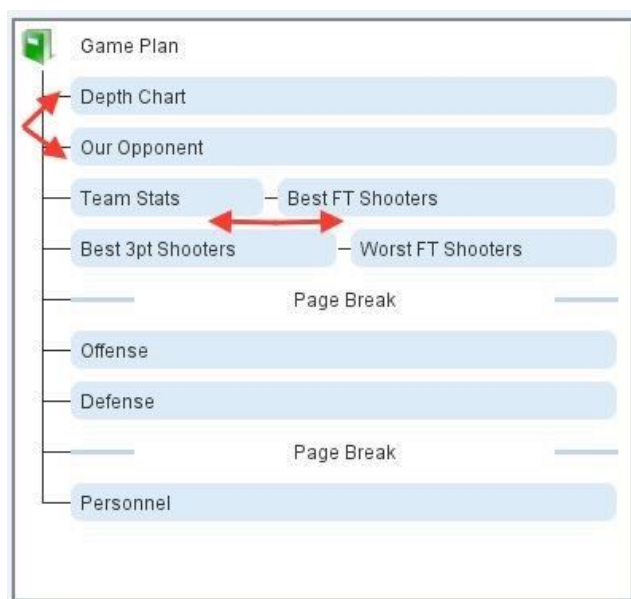 Game Plan
Depth Chart
Our Opponent
Team Stats Best FT Shooters
Best 3pt Shooters Worst FT Shooters
Page Break
Offense
Defense
Page Break
Personnel